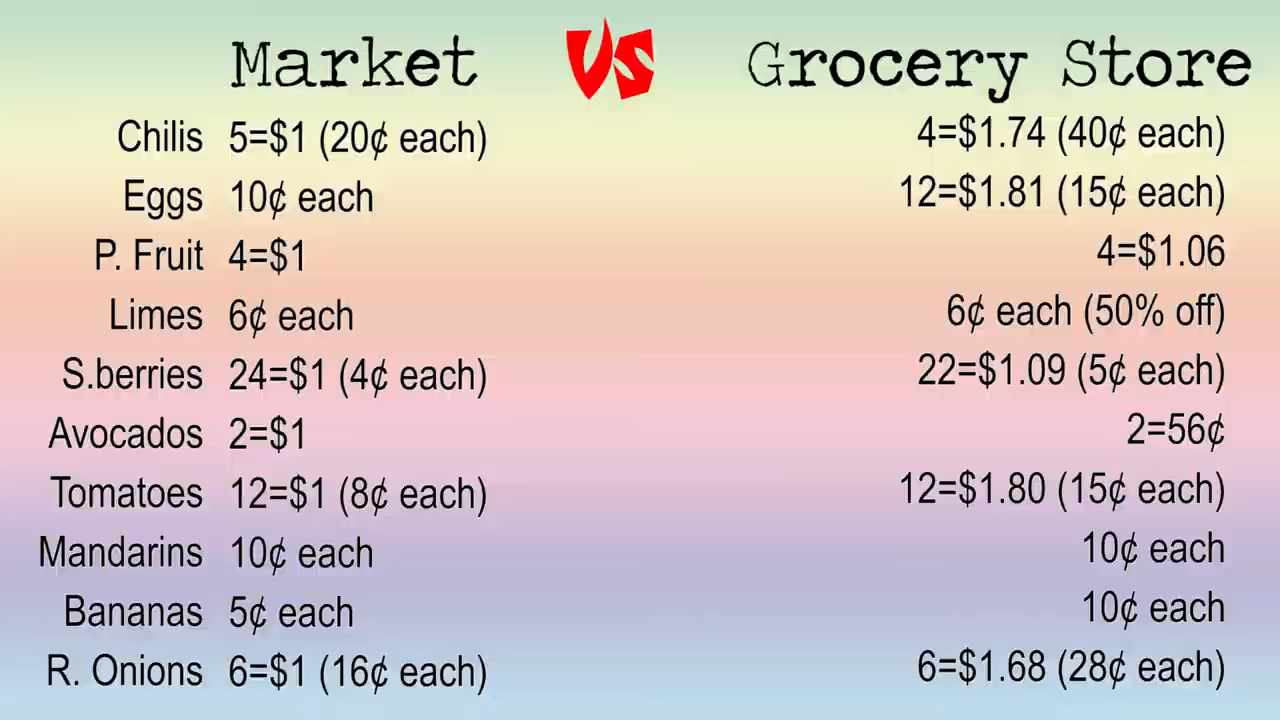 Market VS Grocery Store
Chilis 5=$1 (20¢ each) 4=$1.74 (40¢ each)
Eggs 10¢ each 12=$1.81 (15¢ each)
P. Fruit 4=$1 4=$1.06
Limes 6¢ each 6¢ each (50% off)
S.berries 24=$1 (4¢ each) 22=$1.09 (5¢ each)
Avocados 2=$1 2=56¢
Tomatoes 12=$1 (8¢ each) 12=$1.80 (15¢ each)
Mandarins 10¢ each 10¢ each
Bananas 5¢ each 10¢ each
R. Onions 6=$1 (16¢ each) 6=$1.68 (28¢ each)